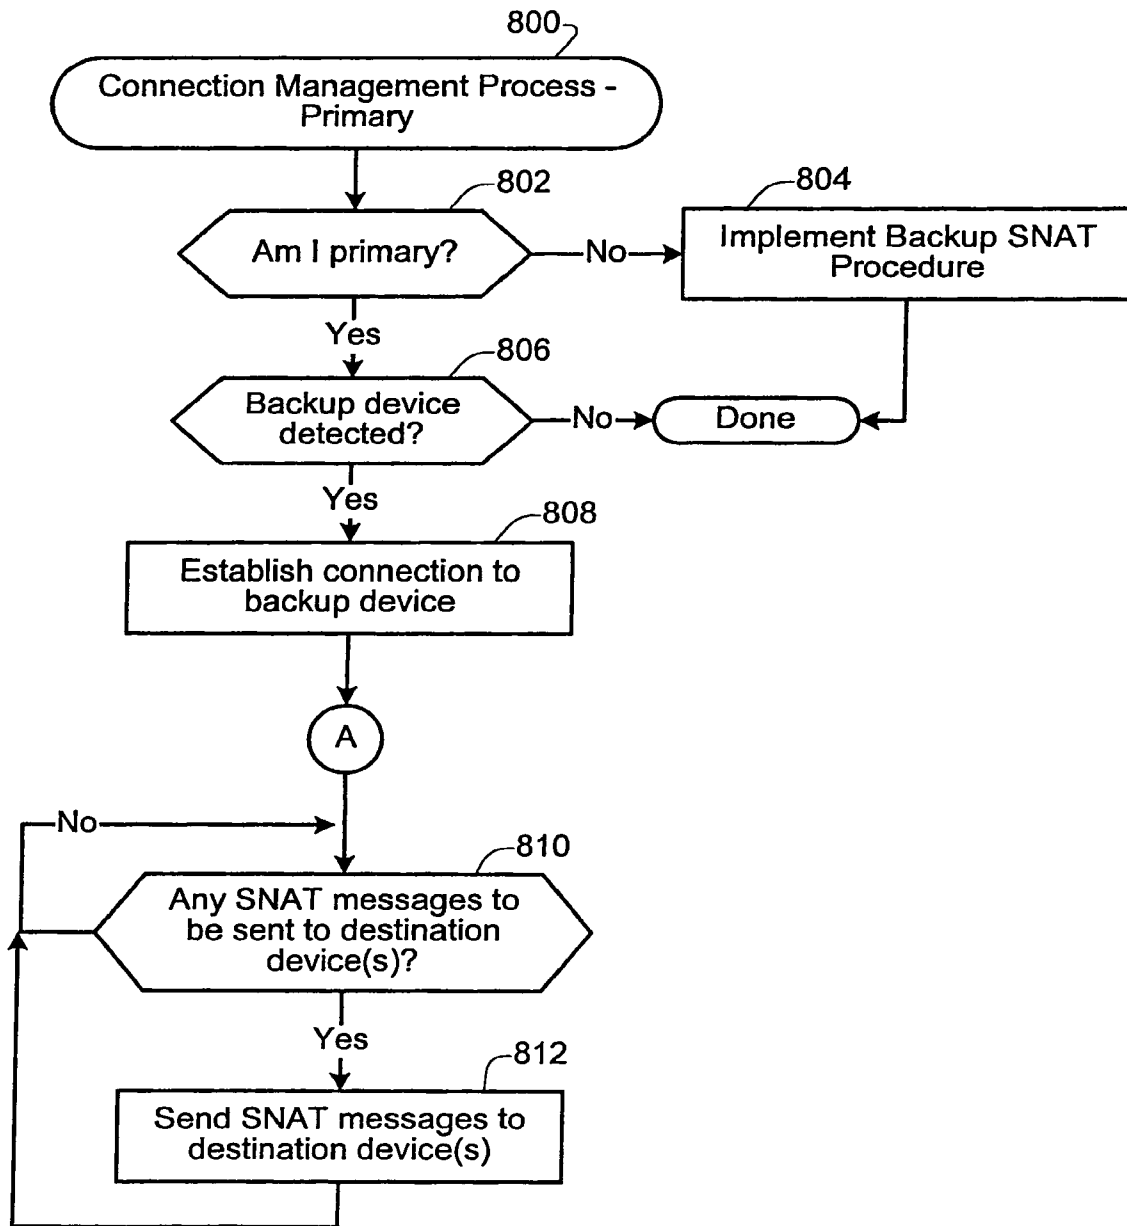 800
Connection Management Process -
Primary
802
Am I primary?
No
804
Implement Backup SNAT
Procedure
Yes
806
Backup device
detected?
No
Done
Yes
808
Establish connection to
backup device
A
No
810
Any SNAT messages to
be sent to destination
device(s)?
Yes
812
Send SNAT messages to
destination device(s)